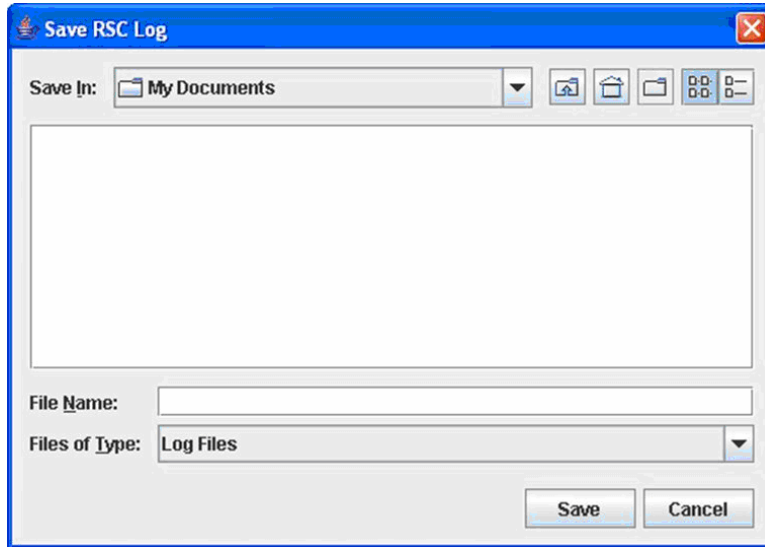 Save RSC Log
Save In: My Documents
File Name:
Files of Type: Log Files
Save Cancel